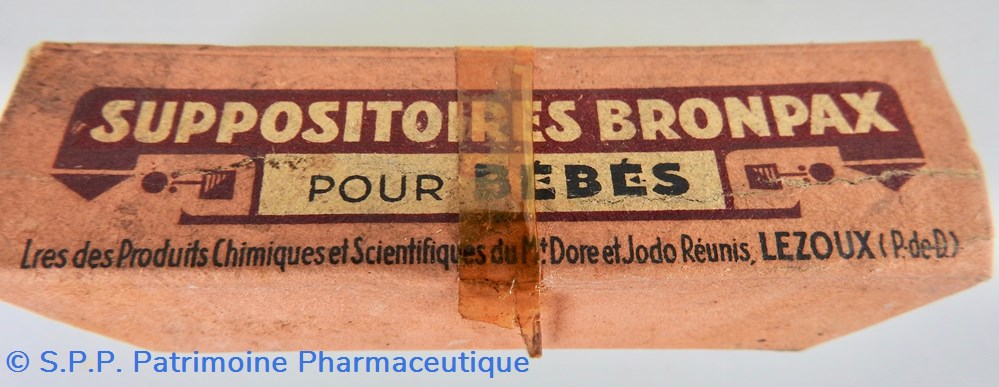 SUPPOSITOIRES BRONPAX
POUR BÉBÉS
Lres des Produits Chimiques et Scientifiques du Mt Dore et Jodo Réunis, LEZOUX (P.-de-D.)
© S.P.P. Patrimoine Pharmaceutique